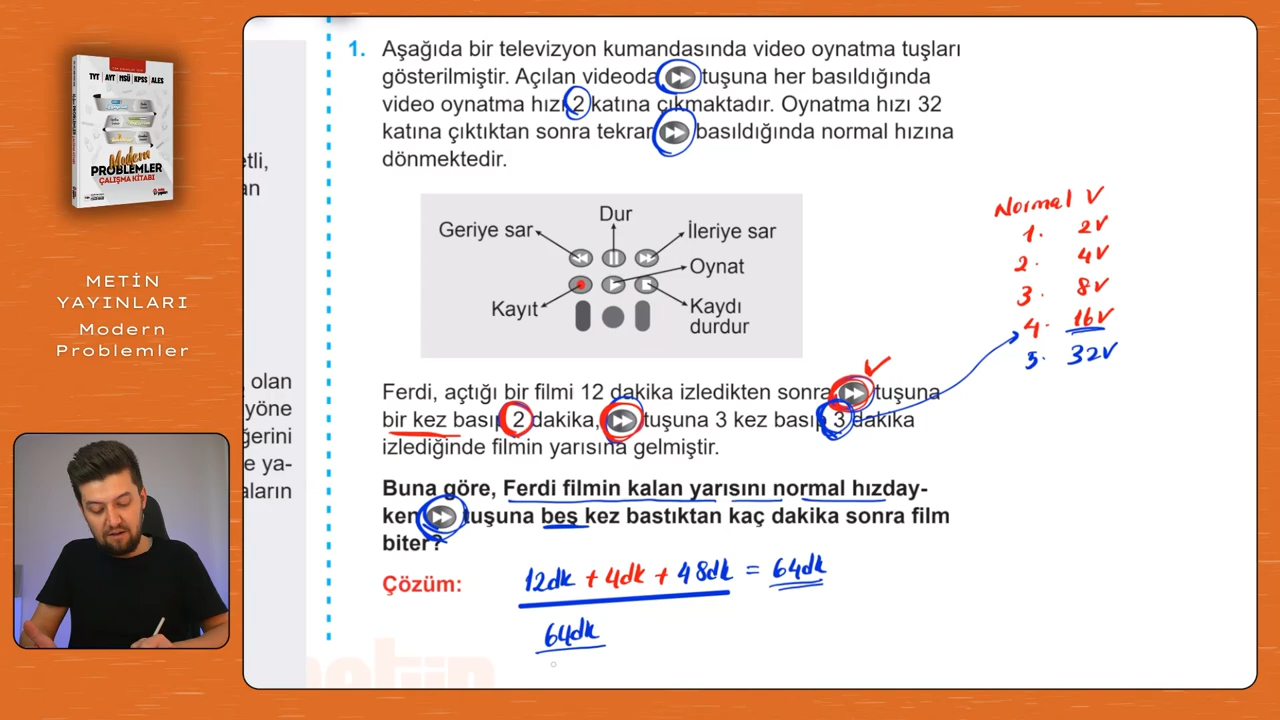 TYT | AYT | MSÜ | KPSS | ALES
Modern
PROBLEMLER
ÇALIŞMA KİTABI
METİN
YAYINLARI
Modern
Problemler
etli,
an
, olan
yöne
ğerini
e ya-
aların
1. Aşağıda bir televizyon kumandasında video oynatma tuşları
gösterilmiştir. Açılan videoda tuşuna her basıldığında
video oynatma hızı 2 katına çıkmaktadır. Oynatma hızı 32
katına çıktıktan sonra tekrar basıldığında normal hızına
dönmektedir.
Dur
Geriye sar
İleriye sar
Oynat
Kayıt
Kaydı
durdur
Normal V
1. 2V
2. 4V
3. 8V
4. 16V
5. 32V
Ferdi, açtığı bir filmi 12 dakika izledikten sonra tuşuna
bir kez basıp 2 dakika, tuşuna 3 kez basıp 3 dakika
izlediğinde filmin yarısına gelmiştir.
Buna göre, Ferdi filmin kalan yarısını normal hızday-
ken tuşuna beş kez bastıktan kaç dakika sonra film
biter?
Çözüm:
12dk + 4dk + 48dk = 64dk
64dk
metin